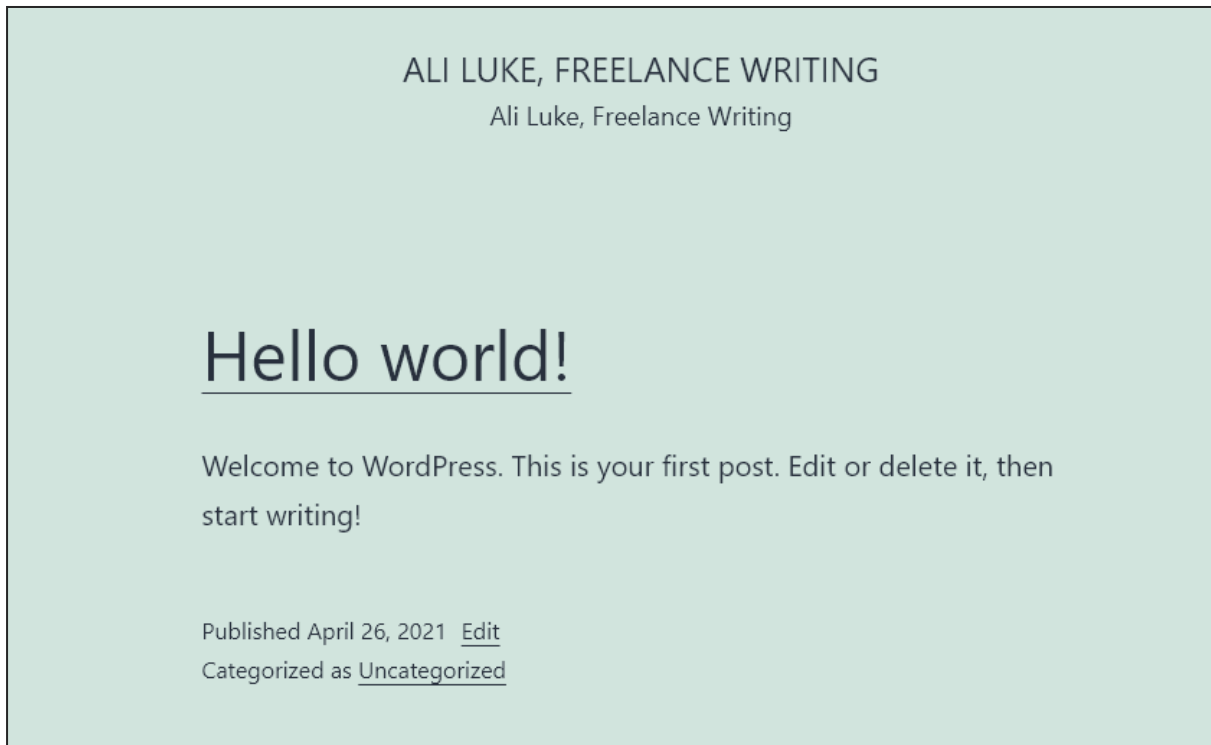 ALI LUKE, FREELANCE WRITING
Ali Luke, Freelance Writing
Hello world!
Welcome to WordPress. This is your first post. Edit or delete it, then
start writing!
Published April 26, 2021 Edit
Categorized as Uncategorized